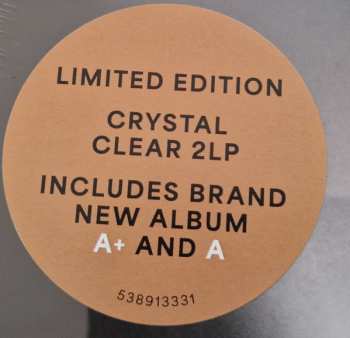 LIMITED EDITION
CRYSTAL
CLEAR 2LP
INCLUDES BRAND
NEW ALBUM
A+ AND A
538913331